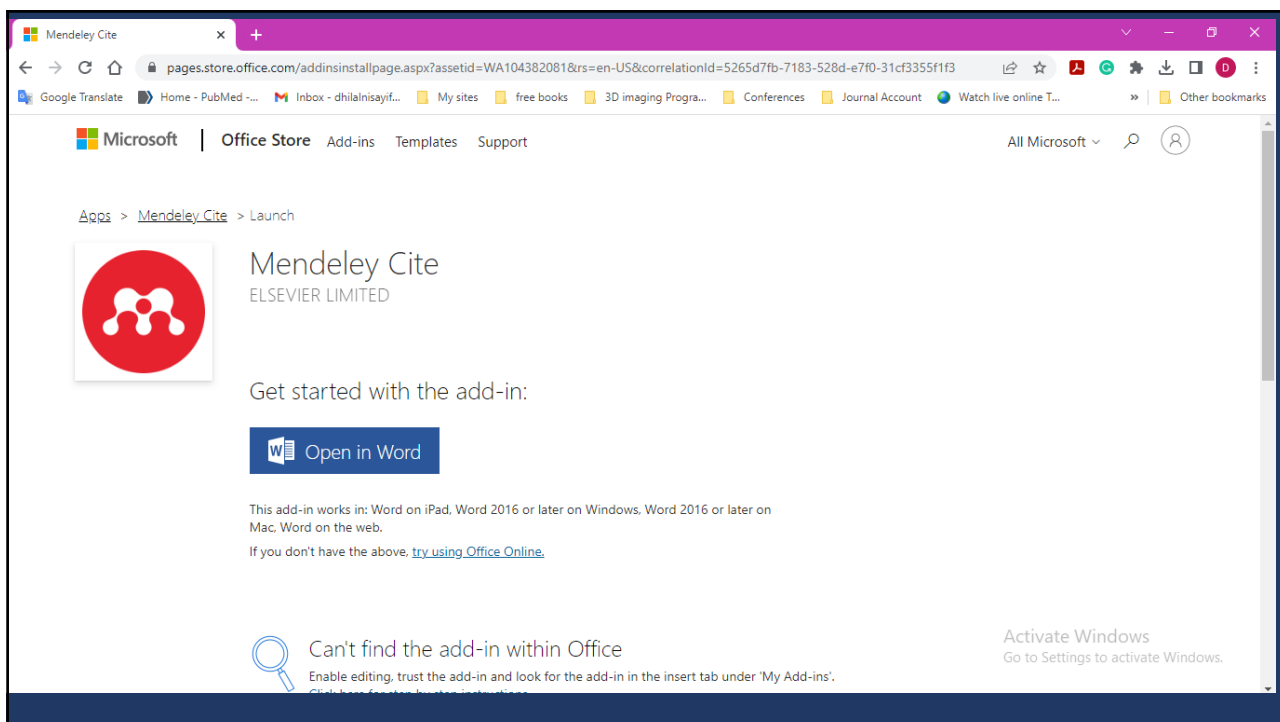 Mendeley Cite
pages.store.office.com/addinsinstallpage.aspx?assetid=WA104382081&rs=en-US&correlationId=5265d7fb-7183-528d-e7f0-31cf3355f1f3
Google Translate Home - PubMed -... Inbox - dhilalnisayif... My sites free books 3D imaging Progra... Conferences Journal Account Watch live online T... » Other bookmarks
Microsoft Office Store Add-ins Templates Support All Microsoft
Apps > Mendeley Cite > Launch
Mendeley Cite
ELSEVIER LIMITED
Get started with the add-in:
Open in Word
This add-in works in: Word on iPad, Word 2016 or later on Windows, Word 2016 or later on
Mac, Word on the web.
If you don't have the above, try using Office Online.
Can't find the add-in within Office
Enable editing, trust the add-in and look for the add-in in the insert tab under 'My Add-ins'.
Click here for step by step instructions
Activate Windows
Go to Settings to activate Windows.